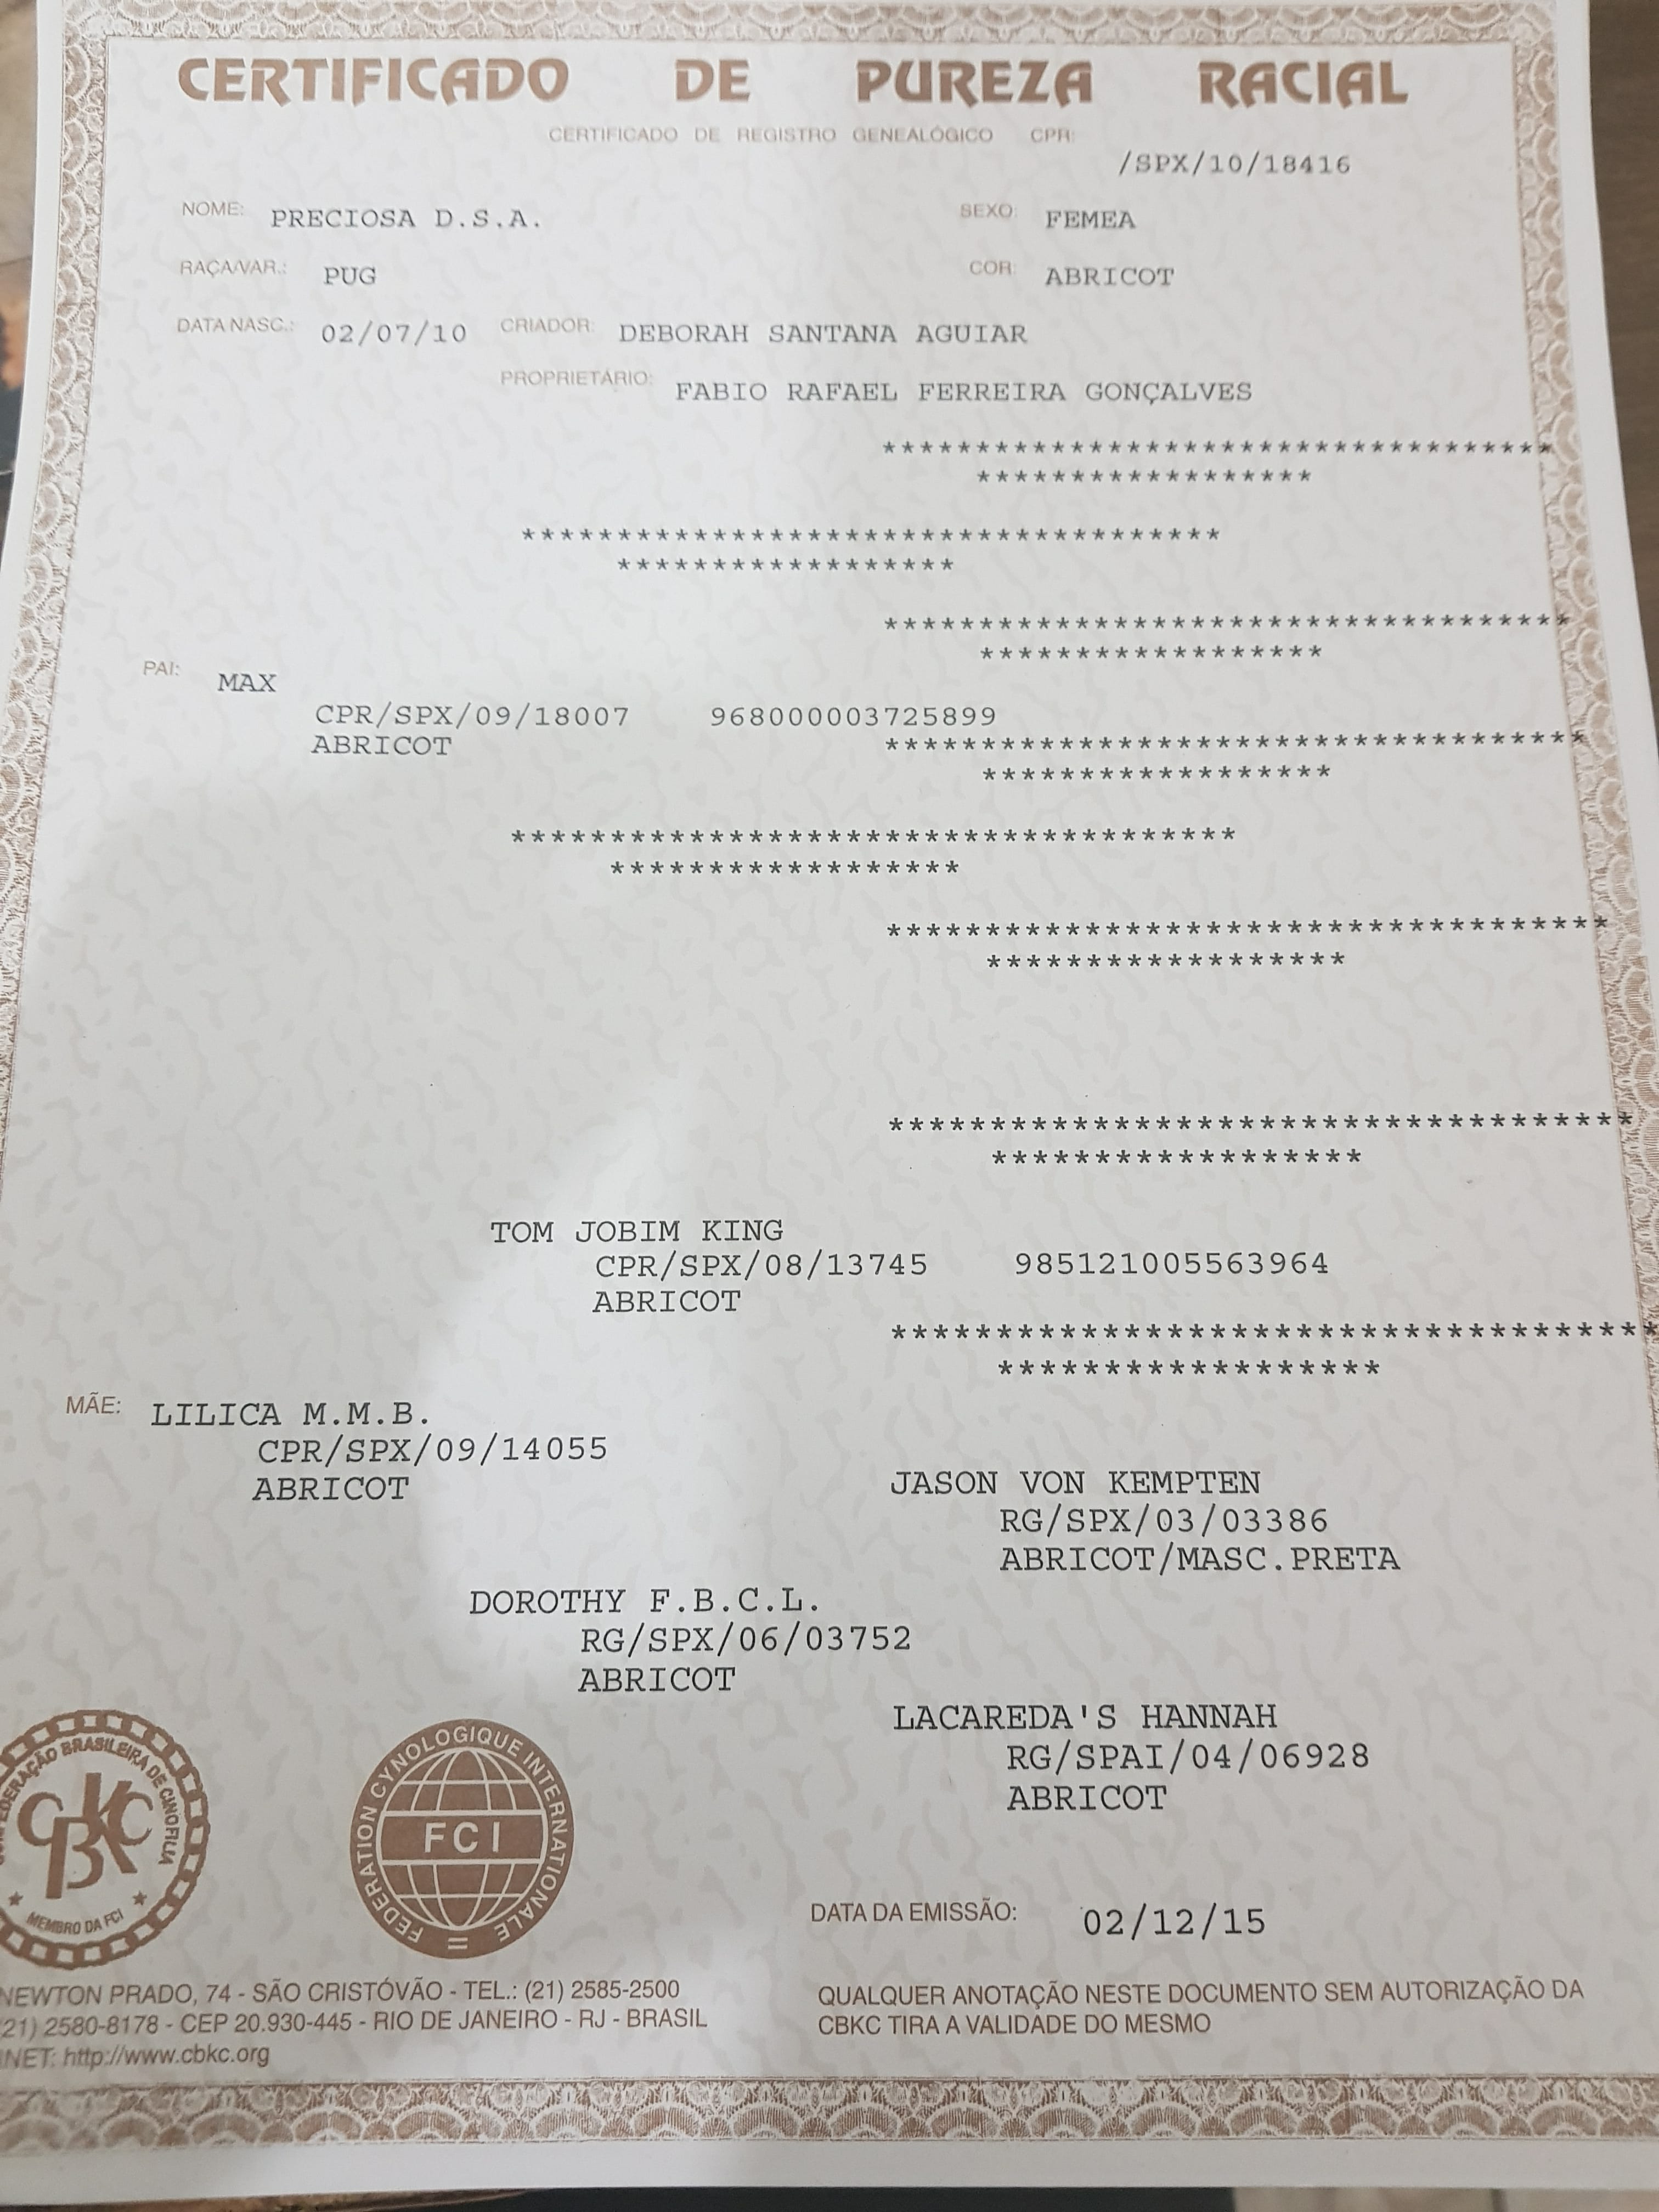 CERTIFICADO DE PUREZA RACIAL
CERTIFICADO DE REGISTRO GENEALÓGICO CPR:
/SPX/10/18416
NOME: PRECIOSA D.S.A. SEXO: FEMEA
RAÇA/VAR.: PUG COR: ABRICOT
DATA NASC.: 02/07/10 CRIADOR: DEBORAH SANTANA AGUIAR
PROPRIETÁRIO: FABIO RAFAEL FERREIRA GONÇALVES
***********************************
******************
***********************************
******************
***********************************
******************
PAI: MAX
CPR/SPX/09/18007 968000003725899
ABRICOT
***********************************
******************
***********************************
******************
***********************************
******************
***********************************
******************
TOM JOBIM KING
CPR/SPX/08/13745 985121005563964
ABRICOT
***********************************
******************
MÃE: LILICA M.M.B.
CPR/SPX/09/14055
ABRICOT
JASON VON KEMPTEN
RG/SPX/03/03386
ABRICOT/MASC.PRETA
DOROTHY F.B.C.L.
RG/SPX/06/03752
ABRICOT
LACAREDA'S HANNAH
RG/SPAI/04/06928
ABRICOT
BRASILEIRA DE CINOFILIA
CBKC
MEMBRO DA FCI
FEDERATION CYNOLOGIQUE INTERNATIONALE
FCI
DATA DA EMISSÃO: 02/12/15
NEWTON PRADO, 74 - SÃO CRISTÓVÃO - TEL.: (21) 2585-2500
21) 2580-8178 - CEP 20.930-445 - RIO DE JANEIRO - RJ - BRASIL
NET: http://www.cbkc.org
QUALQUER ANOTAÇÃO NESTE DOCUMENTO SEM AUTORIZAÇÃO DA
CBKC TIRA A VALIDADE DO MESMO